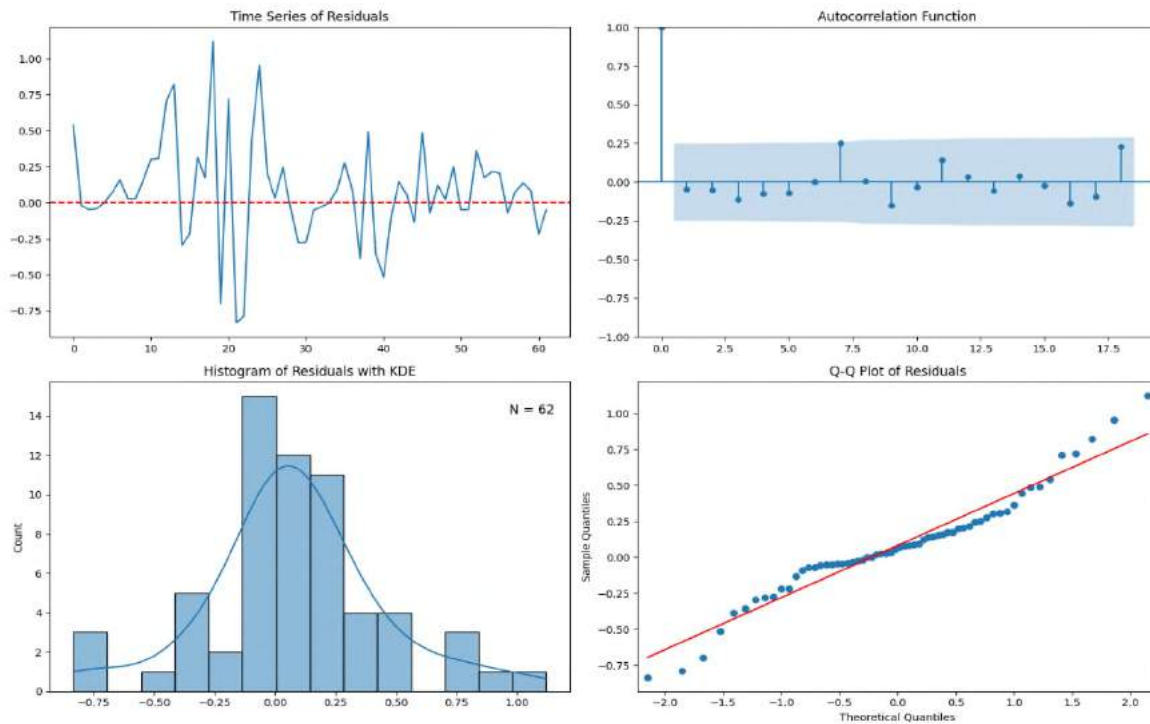 Time Series of Residuals
1.00
0.75
0.50
0.25
0.00
-0.25
-0.50
-0.75
0 10 20 30 40 50 60
Autocorrelation Function
1.00
0.75
0.50
0.25
0.00
-0.25
-0.50
-0.75
-1.00
0.0 2.5 5.0 7.5 10.0 12.5 15.0 17.5
Histogram of Residuals with KDE
N = 62
Count
14
12
10
8
6
4
2
0
-0.75 -0.50 -0.25 0.00 0.25 0.50 0.75 1.00
Q-Q Plot of Residuals
Sample Quantiles
1.00
0.75
0.50
0.25
0.00
-0.25
-0.50
-0.75
-2.0 -1.5 -1.0 -0.5 0.0 0.5 1.0 1.5 2.0
Theoretical Quantiles